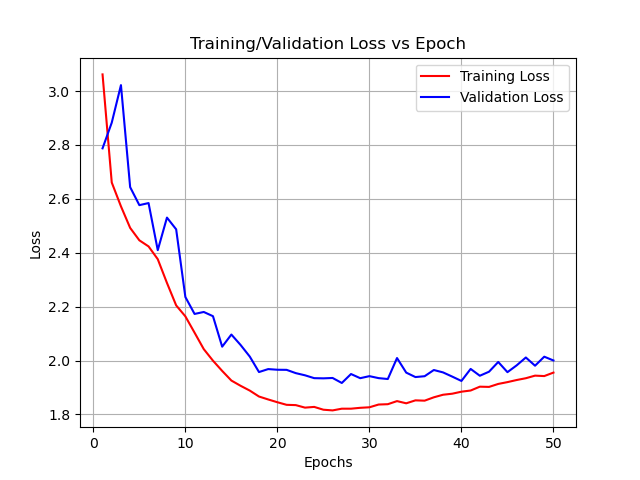 Training/Validation Loss vs Epoch
Training Loss
Validation Loss
3.0
2.8
2.6
2.4
2.2
2.0
1.8
Loss
0 10 20 30 40 50
Epochs